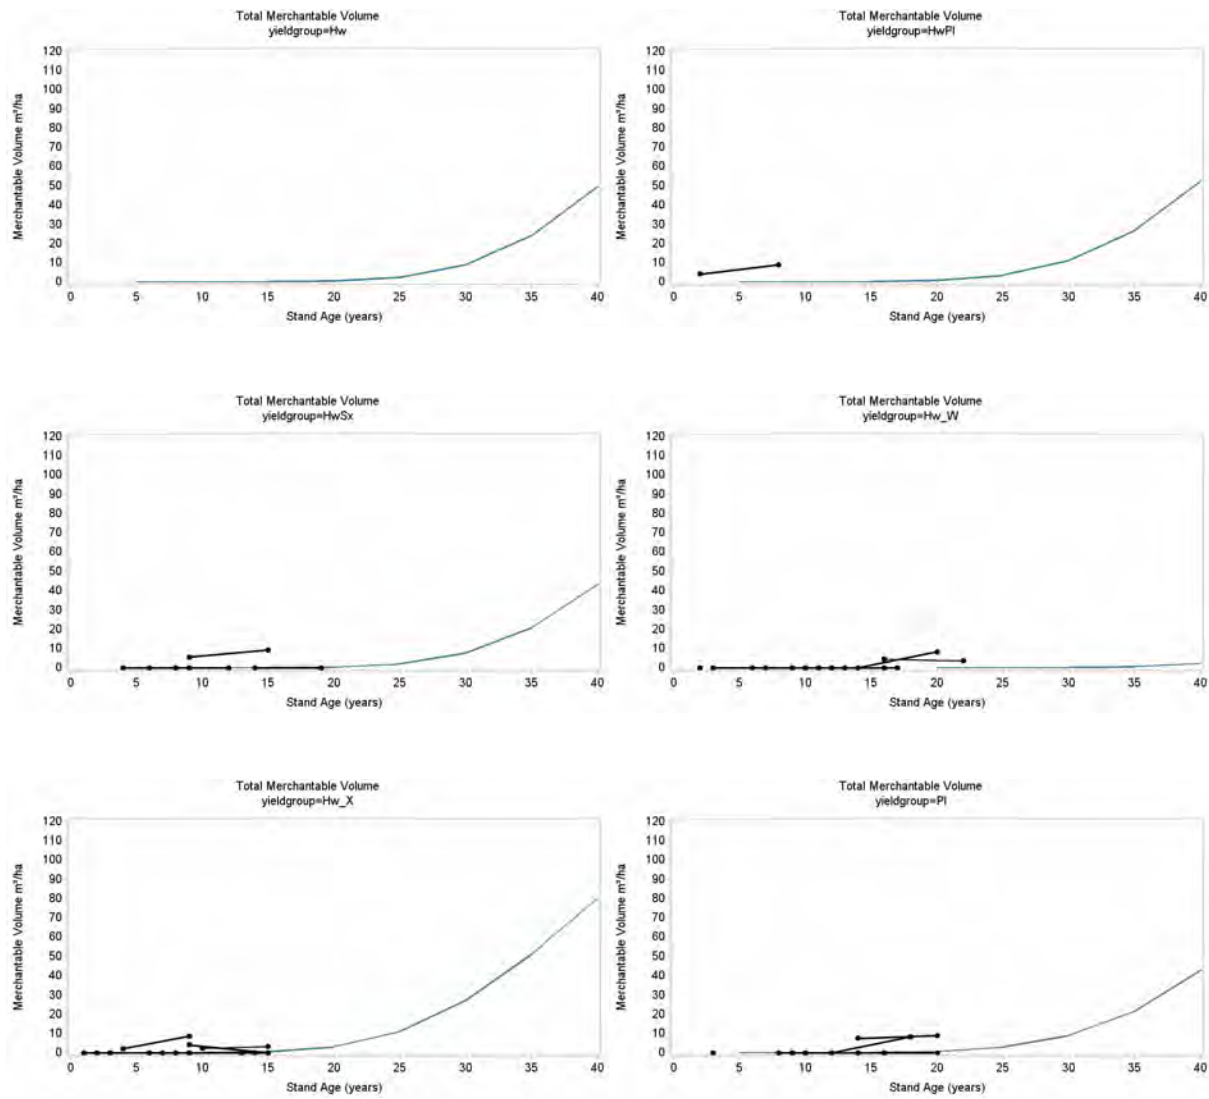 Total Merchantable Volume
yieldgroup=Hw
120
110
100
90
80
70
60
50
40
30
20
10
0
Merchantable Volume m³/ha
0 5 10 15 20 25 30 35 40
Stand Age (years)
Total Merchantable Volume
yieldgroup=HwPl
120
110
100
90
80
70
60
50
40
30
20
10
0
Merchantable Volume m³/ha
0 5 10 15 20 25 30 35 40
Stand Age (years)
Total Merchantable Volume
yieldgroup=HwSx
120
110
100
90
80
70
60
50
40
30
20
10
0
Merchantable Volume m³/ha
0 5 10 15 20 25 30 35 40
Stand Age (years)
Total Merchantable Volume
yieldgroup=Hw_W
120
110
100
90
80
70
60
50
40
30
20
10
0
Merchantable Volume m³/ha
0 5 10 15 20 25 30 35 40
Stand Age (years)
Total Merchantable Volume
yieldgroup=Hw_X
120
110
100
90
80
70
60
50
40
30
20
10
0
Merchantable Volume m³/ha
0 5 10 15 20 25 30 35 40
Stand Age (years)
Total Merchantable Volume
yieldgroup=Pl
120
110
100
90
80
70
60
50
40
30
20
10
0
Merchantable Volume m³/ha
0 5 10 15 20 25 30 35 40
Stand Age (years)